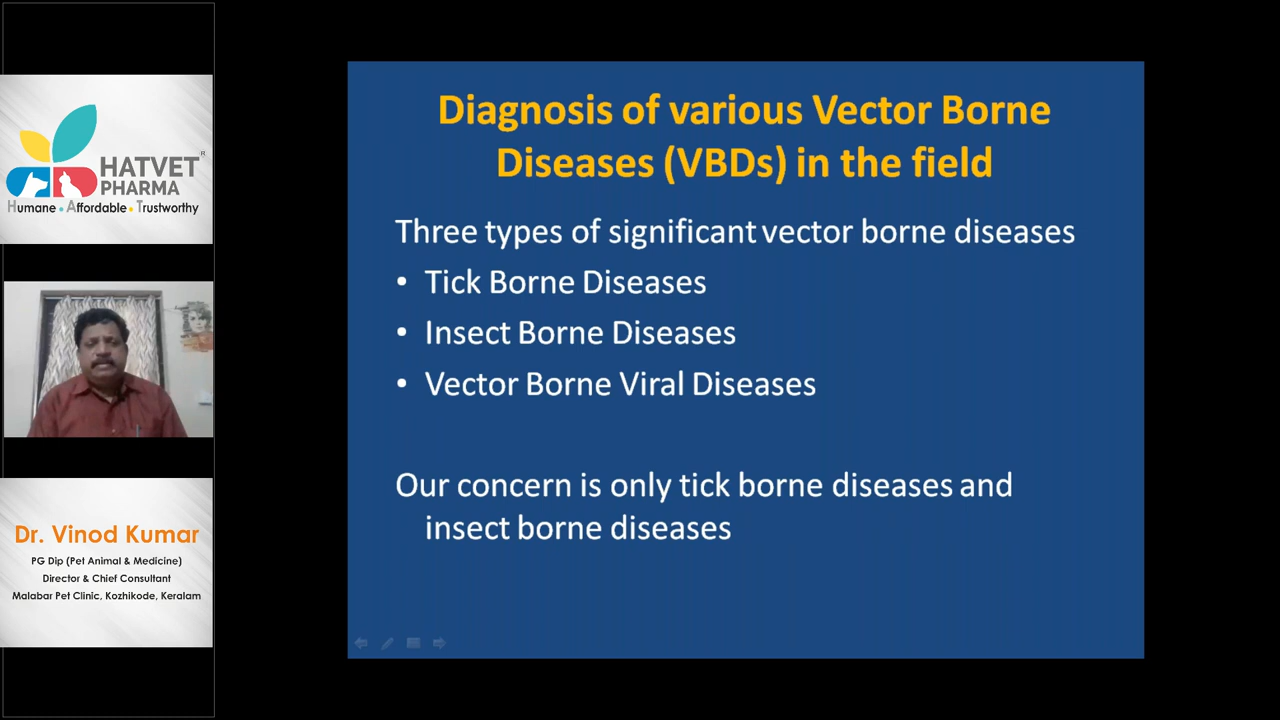 HATVET®
PHARMA
Humane • Affordable • Trustworthy
Dr. Vinod Kumar
PG Dip (Pet Animal & Medicine)
Director & Chief Consultant
Malabar Pet Clinic, Kozhikode, Keralam
Diagnosis of various Vector Borne
Diseases (VBDs) in the field
Three types of significant vector borne diseases
• Tick Borne Diseases
• Insect Borne Diseases
• Vector Borne Viral Diseases
Our concern is only tick borne diseases and
insect borne diseases